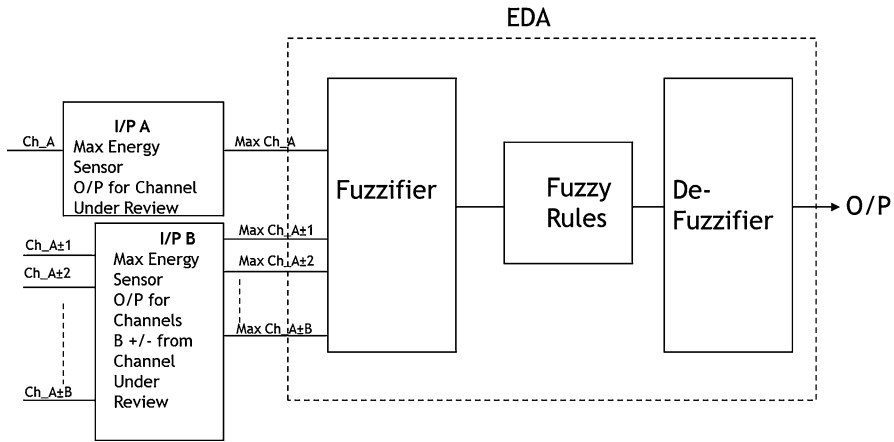 EDA
I/P A
Max Energy
Sensor
O/P for Channel
Under Review
Ch_A
Max Ch_A
I/P B
Max Energy
Sensor
O/P for
Channels
B +/- from
Channel
Under
Review
Ch_A±1
Ch_A±2
Ch_A±B
Max Ch_A±1
Max Ch_A±2
Max Ch_A±B
Fuzzifier
Fuzzy
Rules
De-
Fuzzifier
O/P